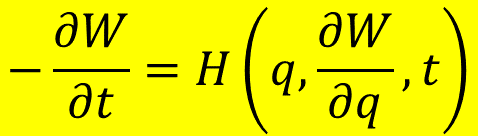 −∂W/∂t = H(q, ∂W/∂q, t)